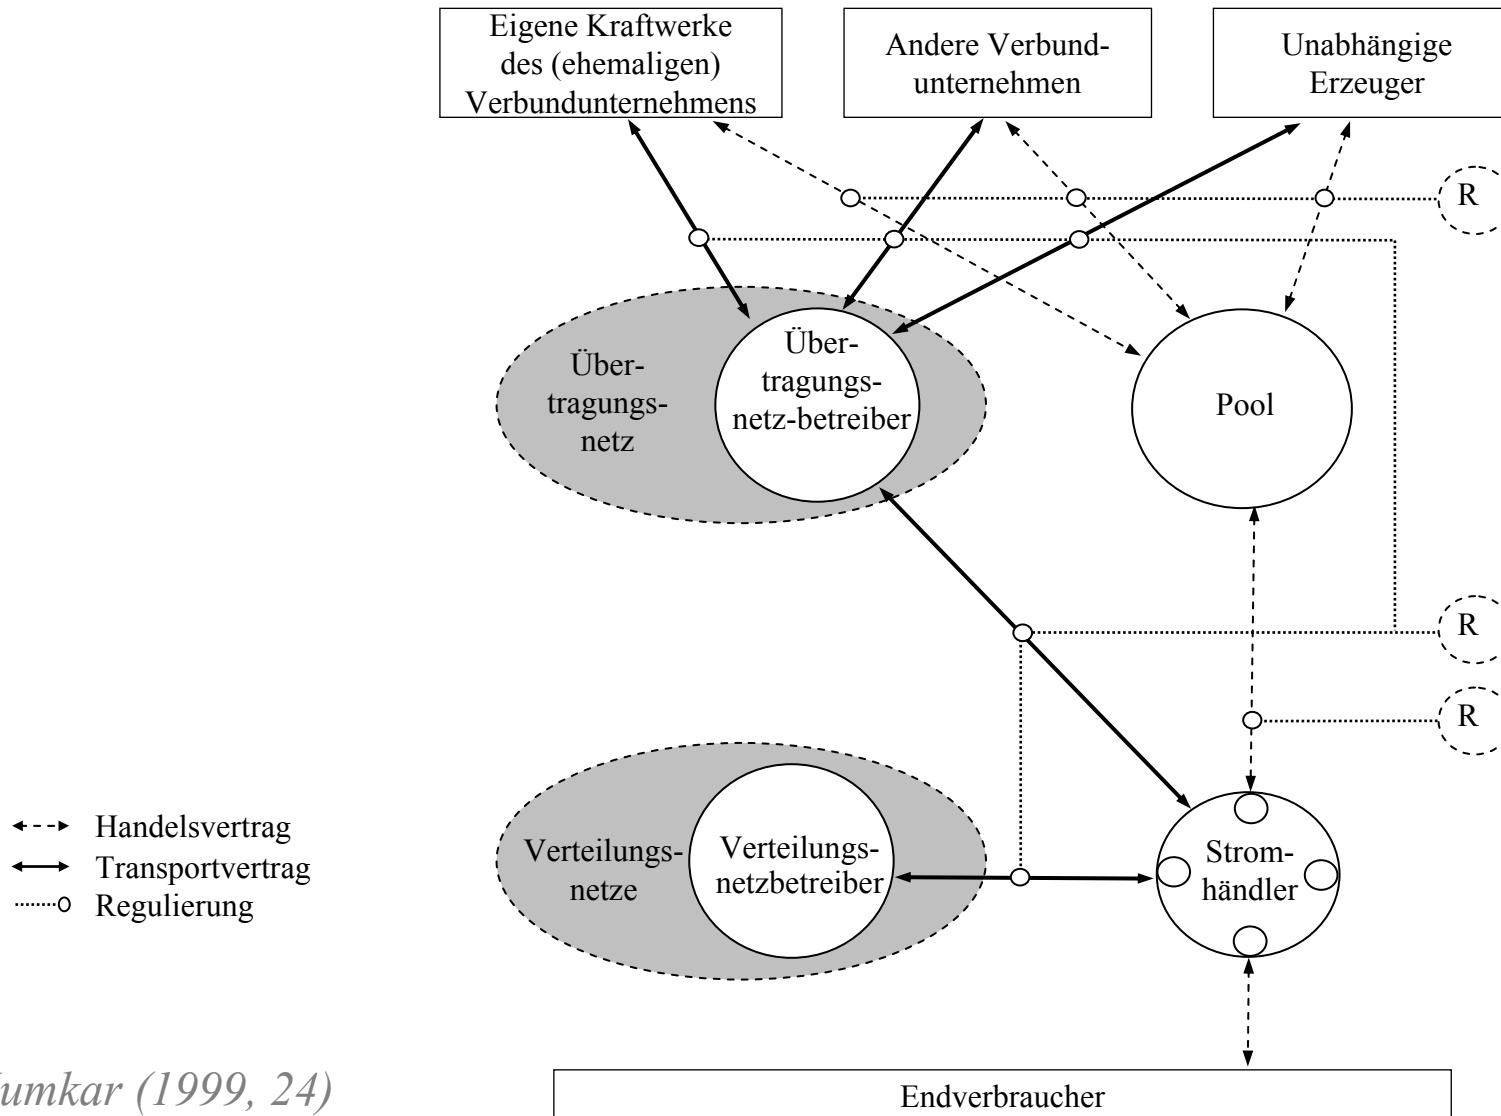 Eigene Kraftwerke
des (ehemaligen)
Verbundunternehmens
Andere Verbund-
unternehmen
Unabhängige
Erzeuger
R
Über-
tragungs-
netz
Über-
tragungs-
netz-betreiber
Pool
R
R
Verteilungs-
netze
Verteilungs-
netzbetreiber
Strom-
händler
Handelsvertrag
Transportvertrag
Regulierung
(1999, 24)
Endverbraucher